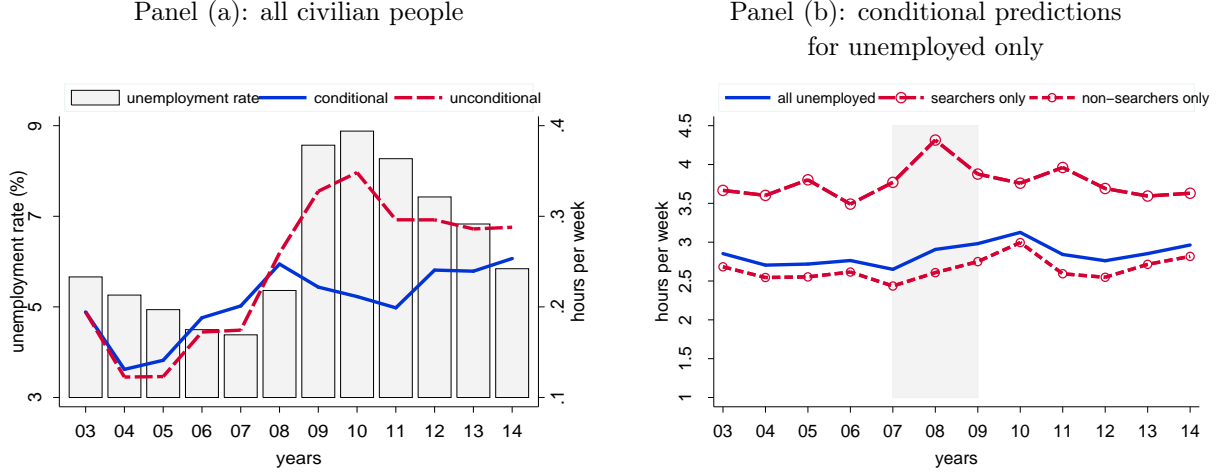 Panel (a): all civilian people
unemployment rate
conditional
unconditional
unemployment rate (%)
9
7
5
3
.4
.3
.2
.1
hours per week
03 04 05 06 07 08 09 10 11 12 13 14
years
Panel (b): conditional predictions
for unemployed only
all unemployed
searchers only
non−searchers only
hours per week
4.5
4
3.5
3
2.5
2
1.5
1
03 04 05 06 07 08 09 10 11 12 13 14
years